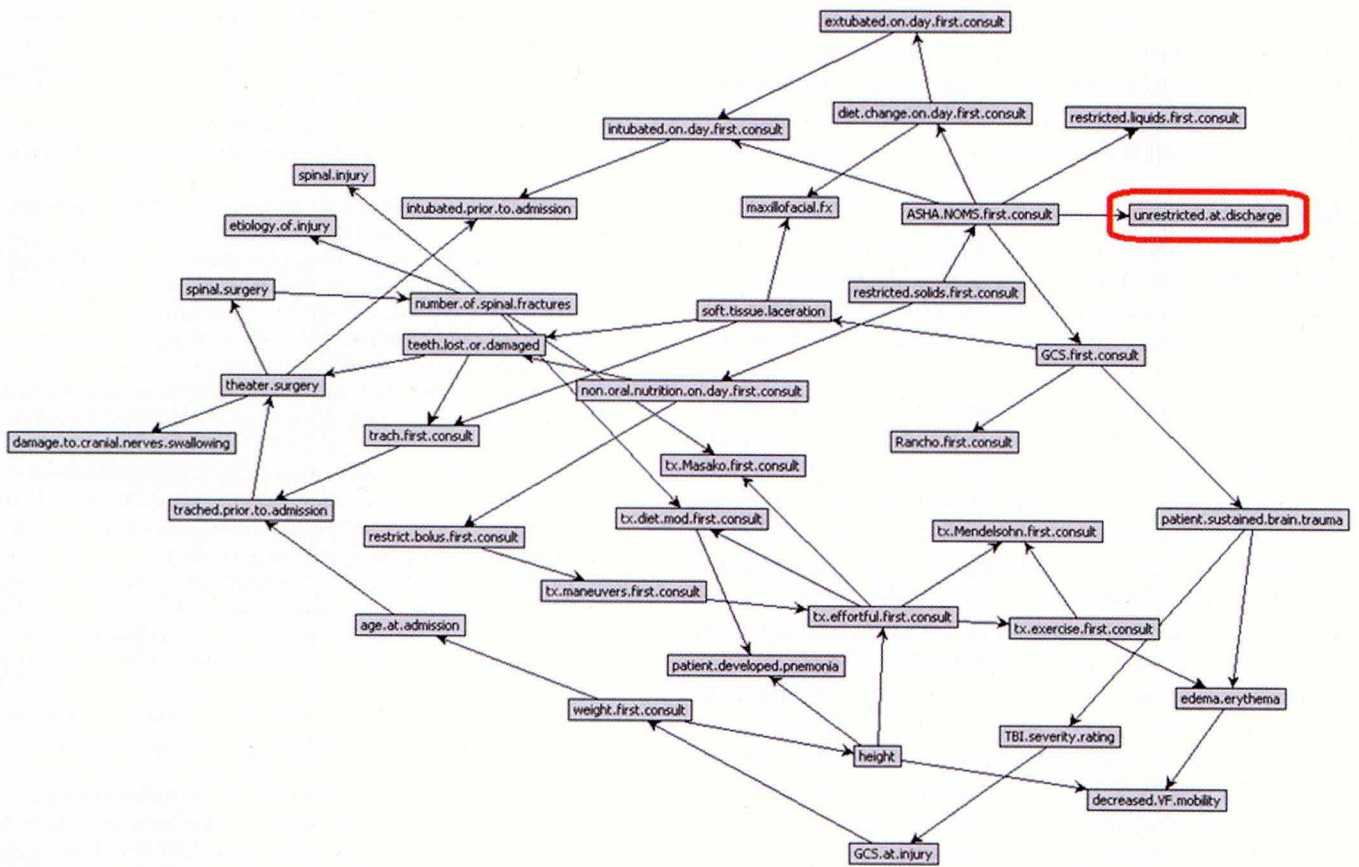 extubated.on.day.first.consult
diet.change.on.day.first.consult
restricted.liquids.first.consult
intubated.on.day.first.consult
spinal.injury
intubated.prior.to.admission
maxillofacial.fx
ASHA.NOMS.first.consult
unrestricted.at.discharge
etiology.of.injury
spinal.surgery
number.of.spinal.fractures
restricted.solids.first.consult
soft.tissue.laceration
teeth.lost.or.damaged
GCS.first.consult
theater.surgery
non.oral.nutrition.on.day.first.consult
damage.to.cranial.nerves.swallowing
trach.first.consult
Rancho.first.consult
tx.Masako.first.consult
trached.prior.to.admission
tx.diet.mod.first.consult
patient.sustained.brain.trauma
restrict.bolus.first.consult
tx.Mendelsohn.first.consult
tx.maneuvers.first.consult
tx.effortful.first.consult
age.at.admission
tx.exercise.first.consult
patient.developed.pnemonia
edema.erythema
weight.first.consult
TBI.severity.rating
height
decreased.VF.mobility
GCS.at.injury